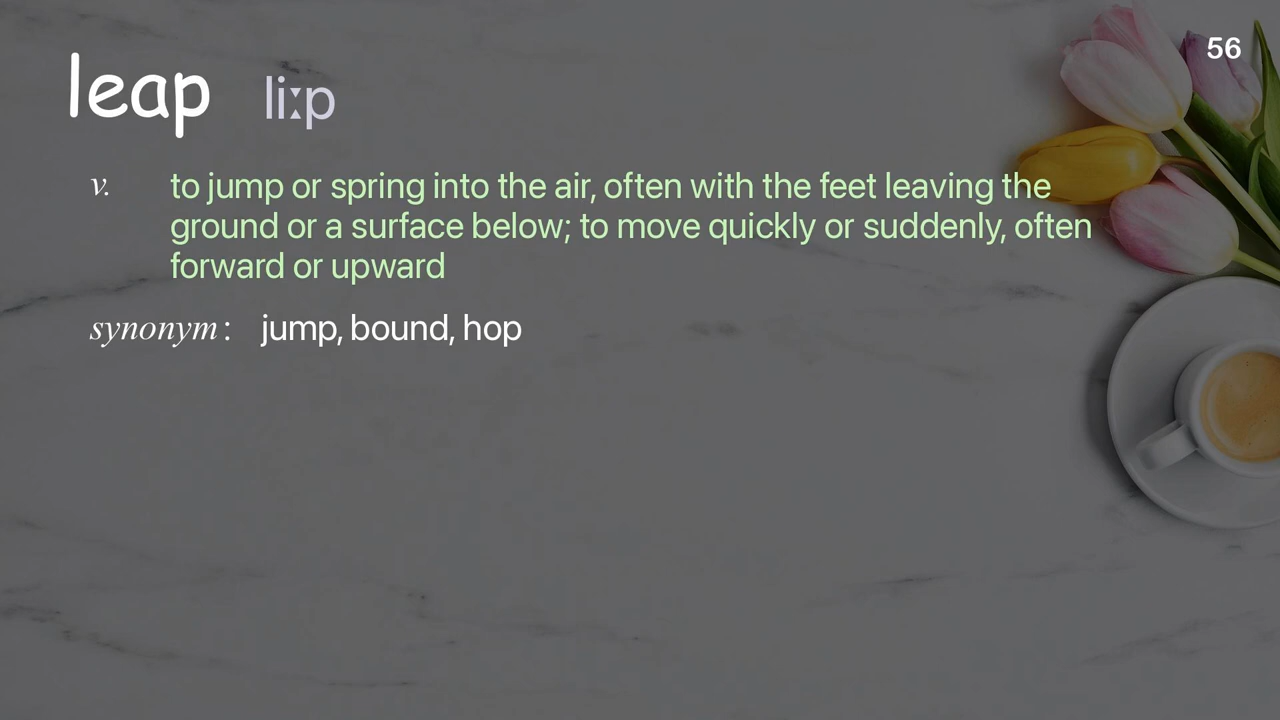 56
leap liːp
v. to jump or spring into the air, often with the feet leaving the
ground or a surface below; to move quickly or suddenly, often
forward or upward
synonym: jump, bound, hop